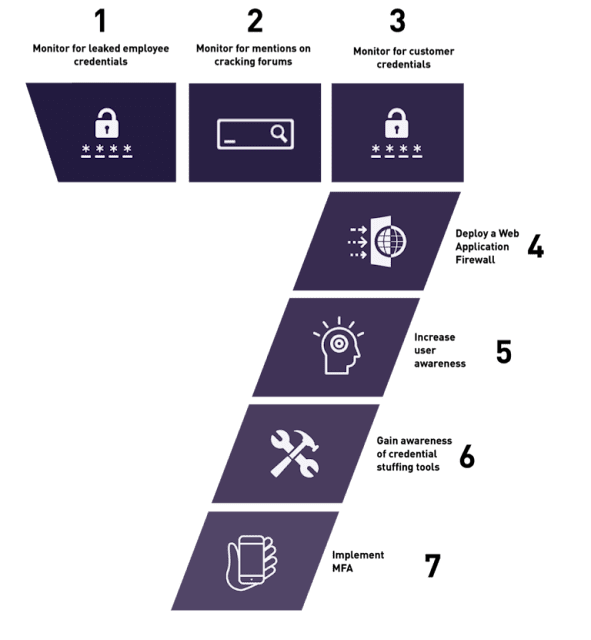 1
Monitor for leaked employee
credentials
2
Monitor for mentions on
cracking forums
3
Monitor for customer
credentials
****
****
Deploy a Web
Application
Firewall
4
Increase
user
awareness
5
Gain awareness
of credential
stuffing tools
6
Implement
MFA
7